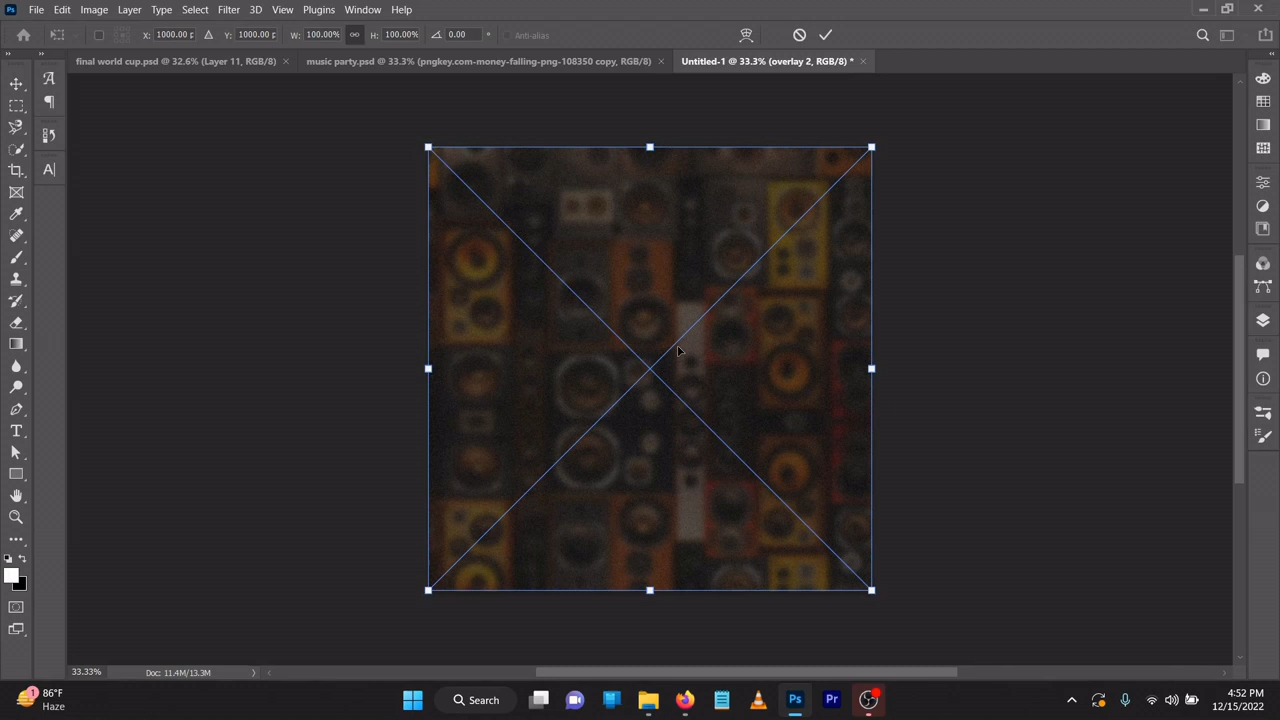 File Edit Image Layer Type Select Filter 3D View Plugins Window Help
X: 1000.00 p Y: 1000.00 p W: 100.00% H: 100.00% 0.00 ° Anti-alias
final world cup.psd @ 32.6% (Layer 11, RGB/8) × music party.psd @ 33.3% (pngkey.com-money-falling-png-108350 copy, RGB/8) × Untitled-1 @ 33.3% (overlay 2, RGB/8) * ×
33.33% Doc: 11.4M/13.3M
1 86°F
Haze
Search
Ps
Pr
4:52 PM
12/15/2022